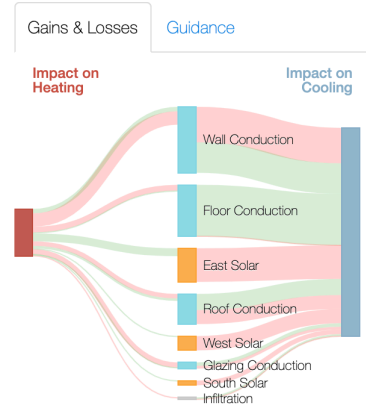 Gains & Losses
Guidance
Impact on
Heating
Impact on
Cooling
Wall Conduction
Floor Conduction
East Solar
Roof Conduction
West Solar
Glazing Conduction
South Solar
Infiltration